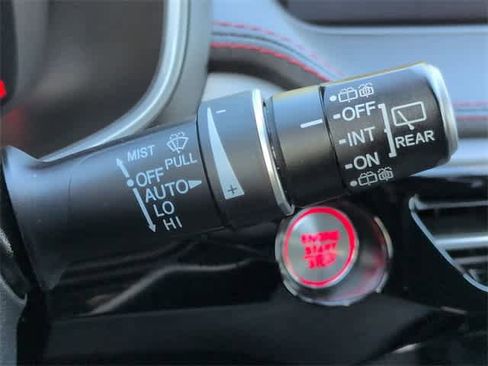 MIST
PULL
OFF
AUTO
LO
HI
− +
OFF
INT
ON
REAR
ENGINE
START
STOP